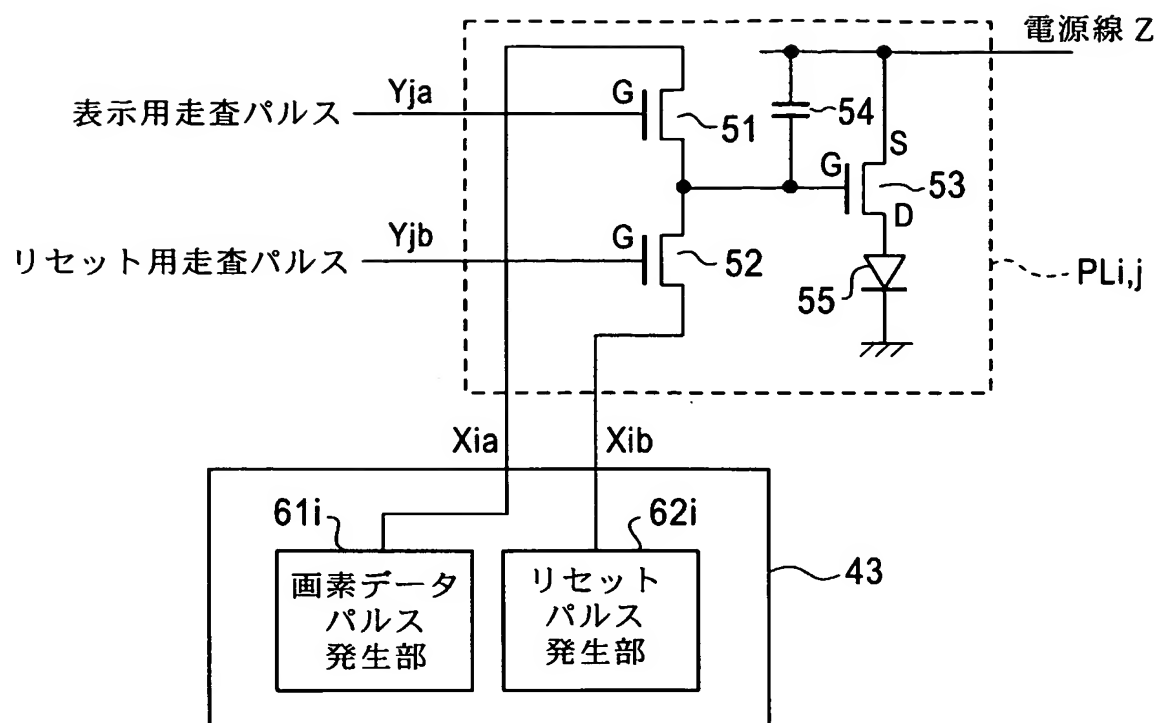 電源線 Z
Yja
G
表示用走査パルス
51
54
S
G
53
D
Yjb
G
リセット用走査パルス
52
55
PLi,j
Xia
Xib
61i
62i
43
画素データ
パルス
発生部
リセット
パルス
発生部